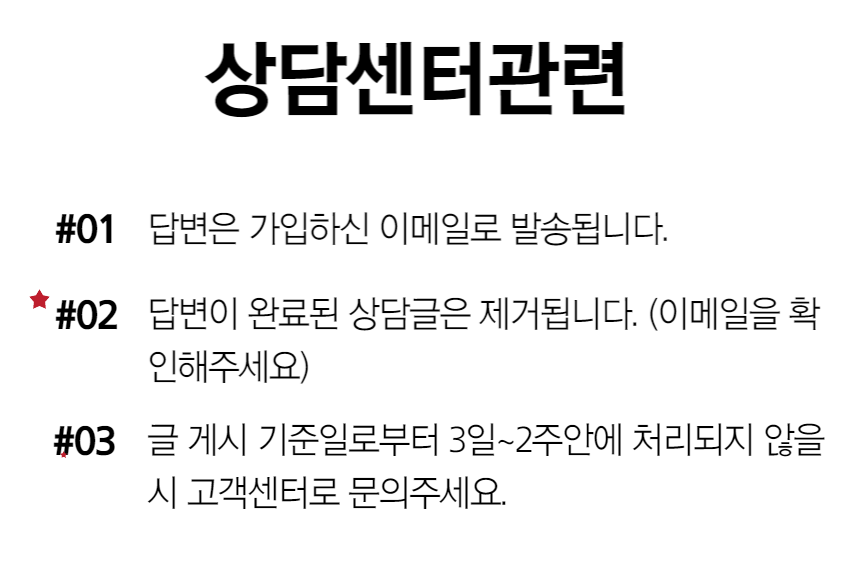 상담센터관련
#01 답변은 가입하신 이메일로 발송됩니다.
#02 답변이 완료된 상담글은 제거됩니다. (이메일을 확
인해주세요)
#03 글 게시 기준일로부터 3일~2주안에 처리되지 않을
시 고객센터로 문의주세요.